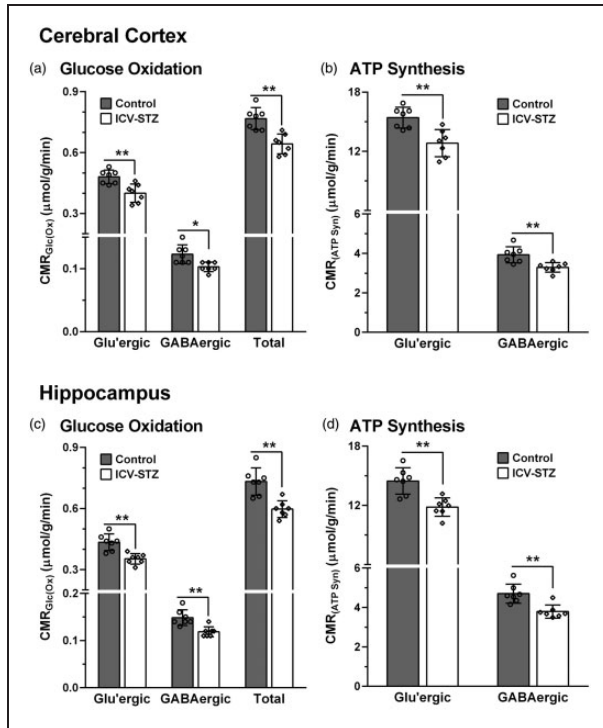 Cerebral Cortex
(a) Glucose Oxidation
Control
ICV-STZ
CMRGlc(Ox) (μmol/g/min)
0.9
0.6
0.3
0.1
0.0
**
*
**
Glu'ergic GABAergic Total
(b) ATP Synthesis
Control
ICV-STZ
CMR(ATP Syn) (μmol/g/min)
18
15
12
6
4
2
0
**
**
Glu'ergic GABAergic
Hippocampus
(c) Glucose Oxidation
Control
ICV-STZ
CMRGlc(Ox) (μmol/g/min)
0.9
0.6
0.3
0.2
0.1
0.0
**
**
**
Glu'ergic GABAergic Total
(d) ATP Synthesis
Control
ICV-STZ
CMR(ATP Syn) (μmol/g/min)
18
15
12
6
4
2
0
**
**
Glu'ergic GABAergic